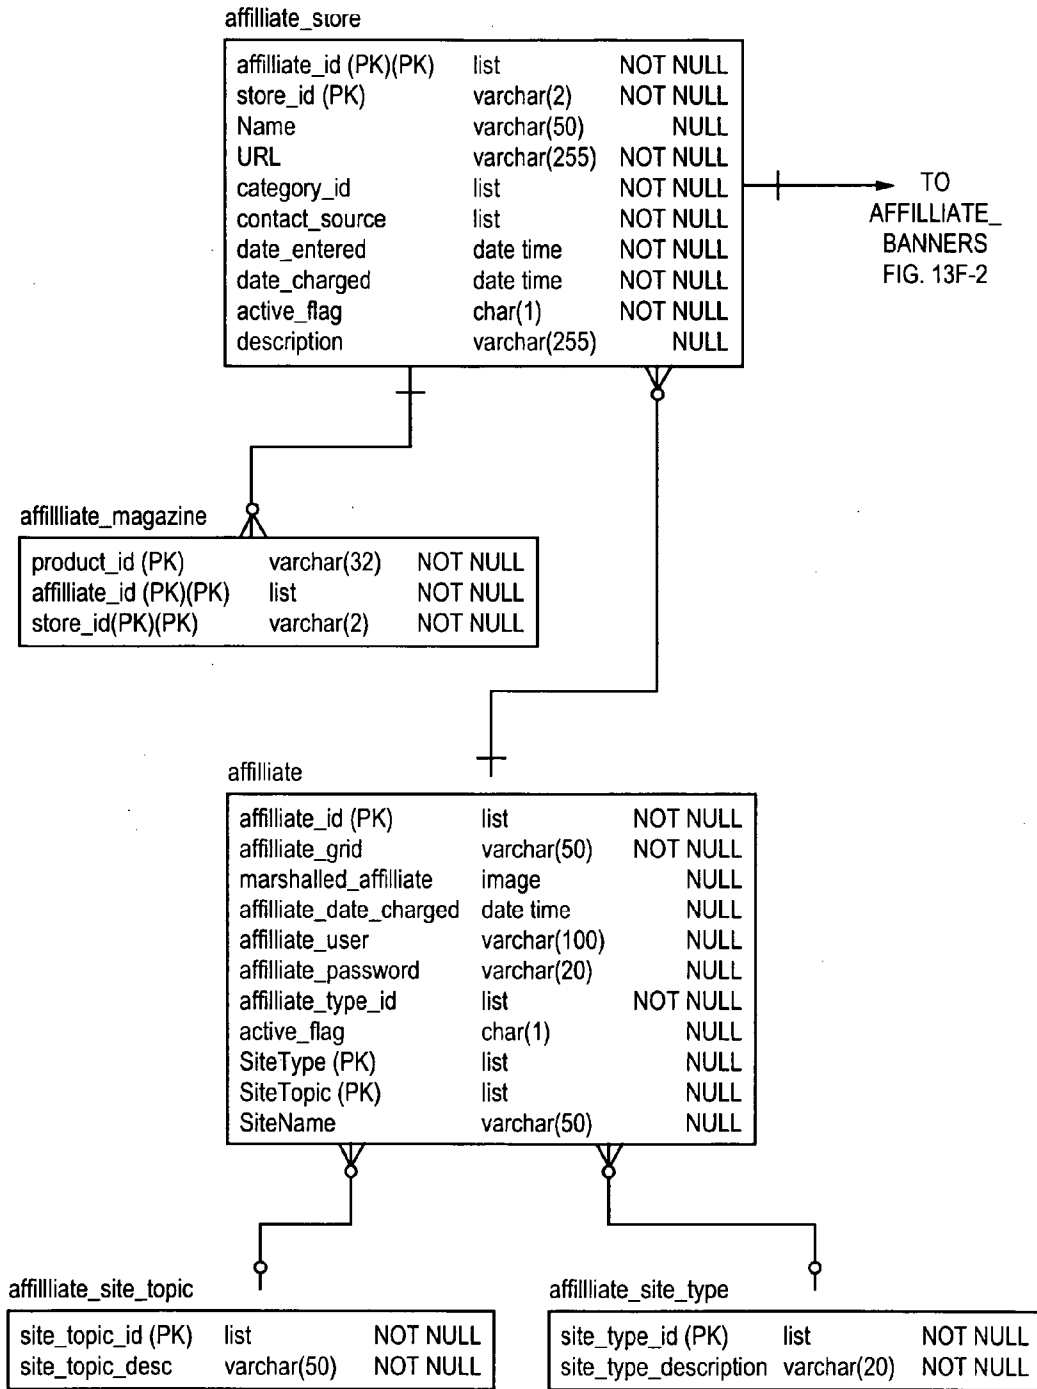 affilliate_store
affilliate_id (PK)(PK) list NOT NULL
store_id (PK) varchar(2) NOT NULL
Name varchar(50) NULL
URL varchar(255) NOT NULL
category_id list NOT NULL
contact_source list NOT NULL
date_entered date time NOT NULL
date_charged date time NOT NULL
active_flag char(1) NOT NULL
description varchar(255) NULL
TO
AFFILLIATE_
BANNERS
FIG. 13F-2
affillliate_magazine
product_id (PK) varchar(32) NOT NULL
affilliate_id (PK)(PK) list NOT NULL
store_id(PK)(PK) varchar(2) NOT NULL
affilliate
affilliate_id (PK) list NOT NULL
affilliate_grid varchar(50) NOT NULL
marshalled_affilliate image NULL
affilliate_date_charged date time NULL
affilliate_user varchar(100) NULL
affilliate_password varchar(20) NULL
affilliate_type_id list NOT NULL
active_flag char(1) NULL
SiteType (PK) list NULL
SiteTopic (PK) list NULL
SiteName varchar(50) NULL
affillliate_site_topic
site_topic_id (PK) list NOT NULL
site_topic_desc varchar(50) NOT NULL
affillliate_site_type
site_type_id (PK) list NOT NULL
site_type_description varchar(20) NOT NULL